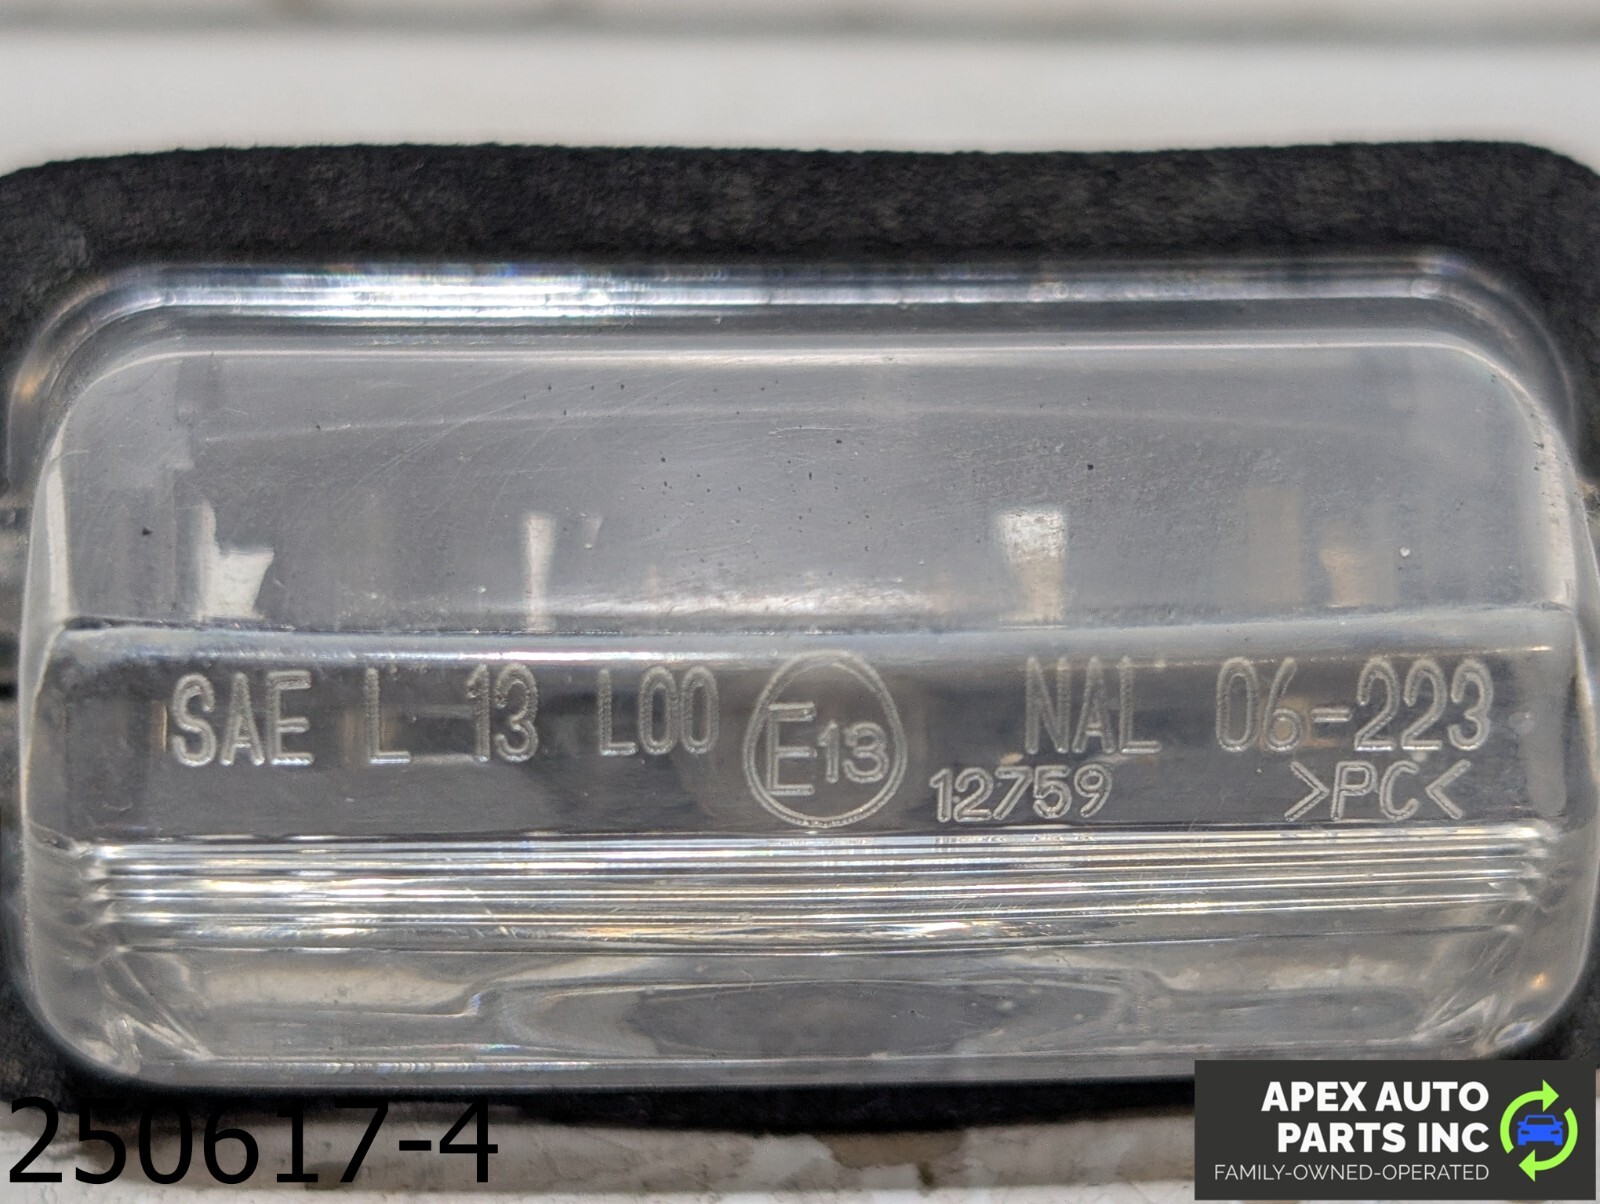 SAE L 13 L00 E13 NAL 06-223
12759 >PC<
250617-4
APEX AUTO
PARTS INC
FAMILY-OWNED-OPERATED